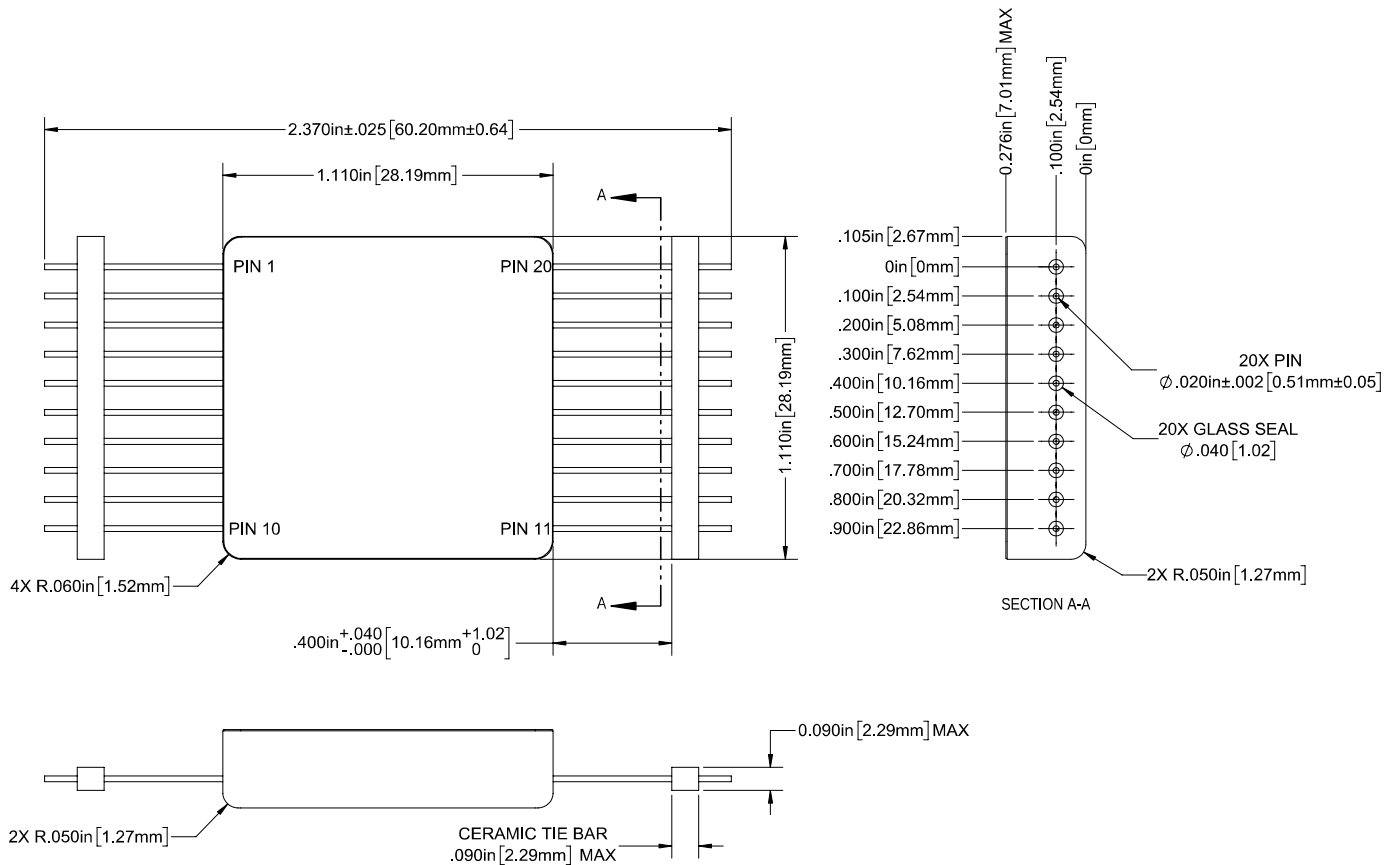 2.370in±.025[60.20mm±0.64]
1.110in[28.19mm]
A
PIN 1
PIN 20
PIN 10
PIN 11
1.110in[28.19mm]
4X R.060in[1.52mm]
A
.400in +.040 -.000 [10.16mm +1.02 0]
0.276in[7.01mm]MAX
.100in[2.54mm]
0in[0mm]
.105in[2.67mm]
0in[0mm]
.100in[2.54mm]
.200in[5.08mm]
.300in[7.62mm]
.400in[10.16mm]
.500in[12.70mm]
.600in[15.24mm]
.700in[17.78mm]
.800in[20.32mm]
.900in[22.86mm]
20X PIN
Ø.020in±.002[0.51mm±0.05]
20X GLASS SEAL
Ø.040[1.02]
2X R.050in[1.27mm]
SECTION A-A
0.090in[2.29mm]MAX
2X R.050in[1.27mm]
CERAMIC TIE BAR
.090in[2.29mm] MAX